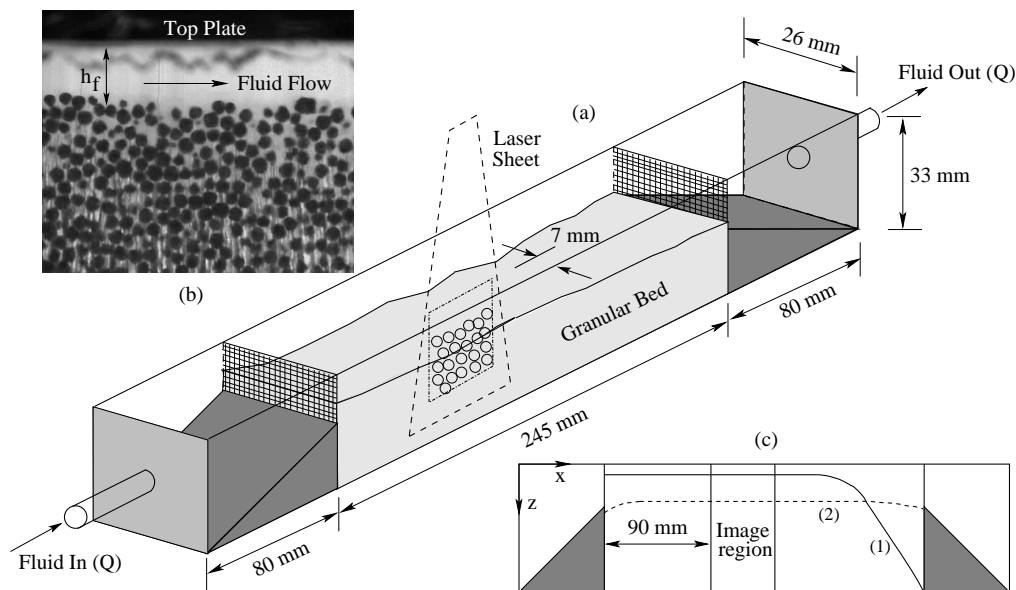 Top Plate
h_f
Fluid Flow
(b)
(a)
Laser
Sheet
26 mm
Fluid Out (Q)
33 mm
7 mm
Granular Bed
80 mm
245 mm
80 mm
Fluid In (Q)
(c)
x
z
90 mm
Image
region
(2)
(1)